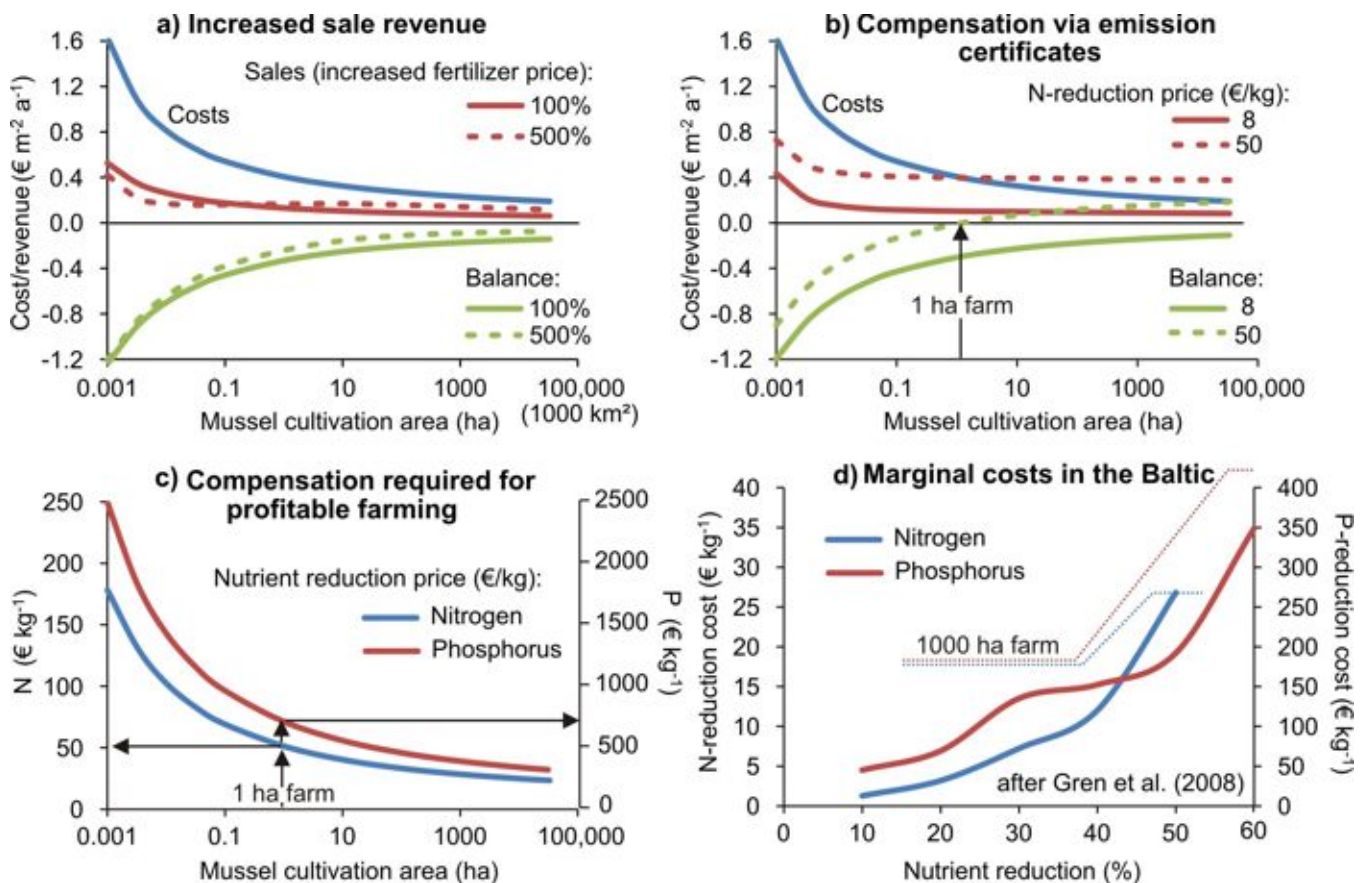 a) Increased sale revenue
Cost/revenue (€ m⁻² a⁻¹)
1.6
1.2
0.8
0.4
0.0
-0.4
-0.8
-1.2
Sales (increased fertilizer price):
100%
500%
Costs
Balance:
100%
500%
0.001 0.1 10 1000 100,000
(1000 km²)
Mussel cultivation area (ha)
b) Compensation via emission
certificates
Cost/revenue (€ m⁻² a⁻¹)
1.6
1.2
0.8
0.4
0.0
-0.4
-0.8
-1.2
N-reduction price (€/kg):
8
50
Costs
Balance:
8
50
1 ha farm
0.001 0.1 10 1000 100,000
Mussel cultivation area (ha)
c) Compensation required for
profitable farming
N (€ kg⁻¹)
250
200
150
100
50
0
Nutrient reduction price (€/kg):
Nitrogen
Phosphorus
1 ha farm
2500
2000
1500
1000
500
0
P (€ kg⁻¹)
0.001 0.1 10 1000 100,000
Mussel cultivation area (ha)
d) Marginal costs in the Baltic
N-reduction cost (€ kg⁻¹)
40
35
30
25
20
15
10
5
0
Nitrogen
Phosphorus
1000 ha farm
after Gren et al. (2008)
400
350
300
250
200
150
100
50
0
P-reduction cost (€ kg⁻¹)
0 10 20 30 40 50 60
Nutrient reduction (%)